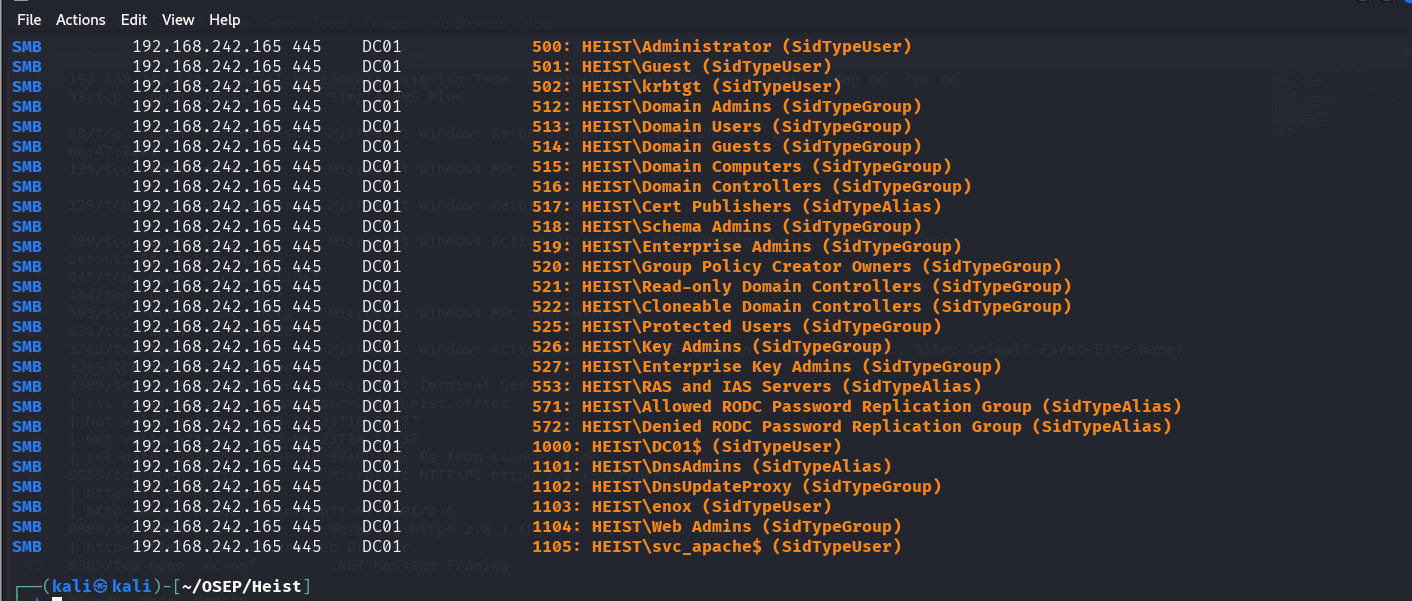 File Actions Edit View Help
SMB 192.168.242.165 445 DC01 500: HEIST\Administrator (SidTypeUser)
SMB 192.168.242.165 445 DC01 501: HEIST\Guest (SidTypeUser)
SMB 192.168.242.165 445 DC01 502: HEIST\krbtgt (SidTypeUser)
SMB 192.168.242.165 445 DC01 512: HEIST\Domain Admins (SidTypeGroup)
SMB 192.168.242.165 445 DC01 513: HEIST\Domain Users (SidTypeGroup)
SMB 192.168.242.165 445 DC01 514: HEIST\Domain Guests (SidTypeGroup)
SMB 192.168.242.165 445 DC01 515: HEIST\Domain Computers (SidTypeGroup)
SMB 192.168.242.165 445 DC01 516: HEIST\Domain Controllers (SidTypeGroup)
SMB 192.168.242.165 445 DC01 517: HEIST\Cert Publishers (SidTypeAlias)
SMB 192.168.242.165 445 DC01 518: HEIST\Schema Admins (SidTypeGroup)
SMB 192.168.242.165 445 DC01 519: HEIST\Enterprise Admins (SidTypeGroup)
SMB 192.168.242.165 445 DC01 520: HEIST\Group Policy Creator Owners (SidTypeGroup)
SMB 192.168.242.165 445 DC01 521: HEIST\Read-only Domain Controllers (SidTypeGroup)
SMB 192.168.242.165 445 DC01 522: HEIST\Cloneable Domain Controllers (SidTypeGroup)
SMB 192.168.242.165 445 DC01 525: HEIST\Protected Users (SidTypeGroup)
SMB 192.168.242.165 445 DC01 526: HEIST\Key Admins (SidTypeGroup)
SMB 192.168.242.165 445 DC01 527: HEIST\Enterprise Key Admins (SidTypeGroup)
SMB 192.168.242.165 445 DC01 553: HEIST\RAS and IAS Servers (SidTypeAlias)
SMB 192.168.242.165 445 DC01 571: HEIST\Allowed RODC Password Replication Group (SidTypeAlias)
SMB 192.168.242.165 445 DC01 572: HEIST\Denied RODC Password Replication Group (SidTypeAlias)
SMB 192.168.242.165 445 DC01 1000: HEIST\DC01$ (SidTypeUser)
SMB 192.168.242.165 445 DC01 1101: HEIST\DnsAdmins (SidTypeAlias)
SMB 192.168.242.165 445 DC01 1102: HEIST\DnsUpdateProxy (SidTypeGroup)
SMB 192.168.242.165 445 DC01 1103: HEIST\enox (SidTypeUser)
SMB 192.168.242.165 445 DC01 1104: HEIST\Web Admins (SidTypeGroup)
SMB 192.168.242.165 445 DC01 1105: HEIST\svc_apache$ (SidTypeUser)
┌──(kali㉿kali)-[~/OSEP/Heist]